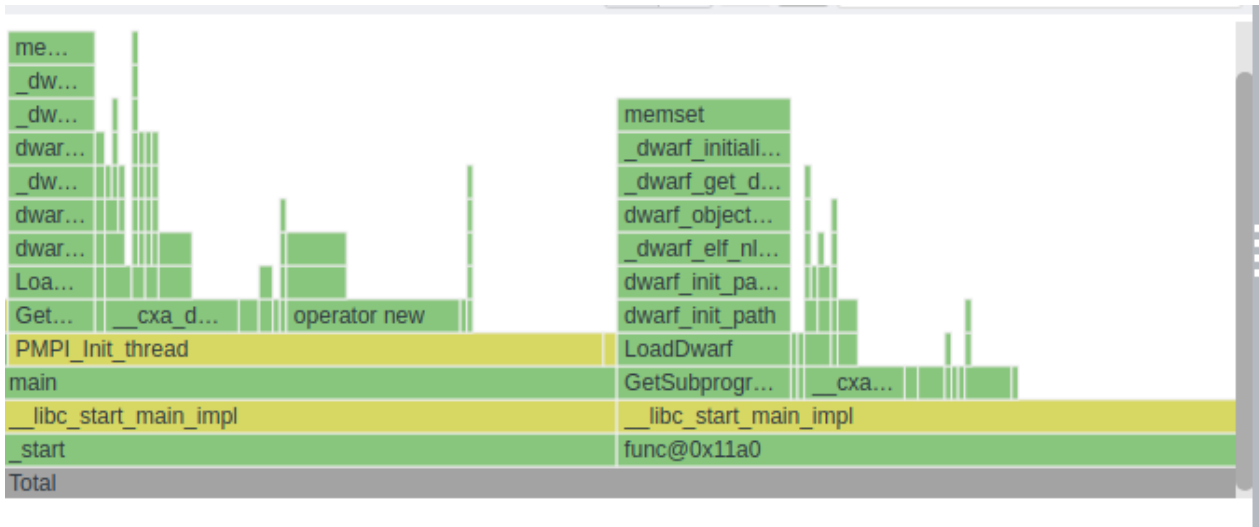 me...
_dw...
_dw... memset
dwar... _dwarf_initiali...
_dw... _dwarf_get_d...
dwar... dwarf_object...
dwar... _dwarf_elf_nl...
Loa... dwarf_init_pa...
Get... __cxa_d... operator new dwarf_init_path
PMPI_Init_thread LoadDwarf
main GetSubprogr... __cxa...
__libc_start_main_impl __libc_start_main_impl
_start func@0x11a0
Total